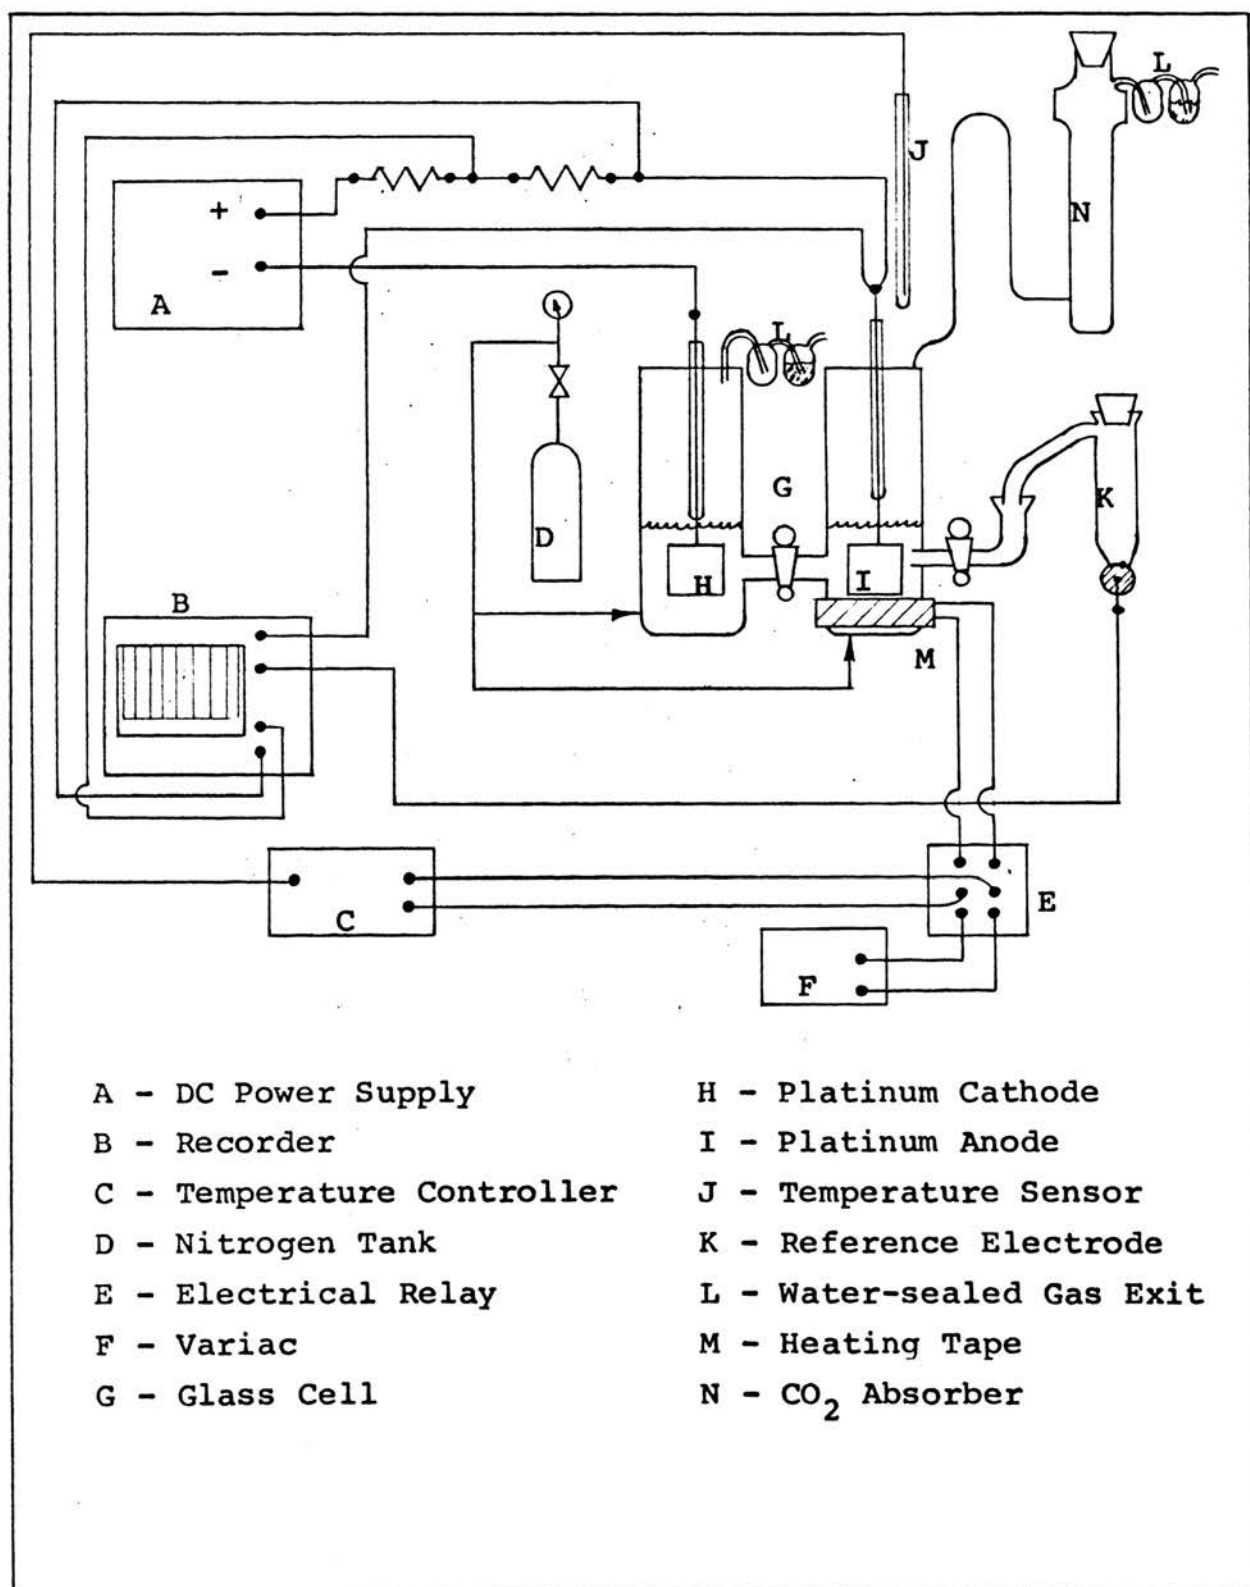 L
J
N
+
-
A
L
G
K
D
H
I
B
M
C
E
F
A - DC Power Supply
B - Recorder
C - Temperature Controller
D - Nitrogen Tank
E - Electrical Relay
F - Variac
G - Glass Cell
H - Platinum Cathode
I - Platinum Anode
J - Temperature Sensor
K - Reference Electrode
L - Water-sealed Gas Exit
M - Heating Tape
N - CO2 Absorber